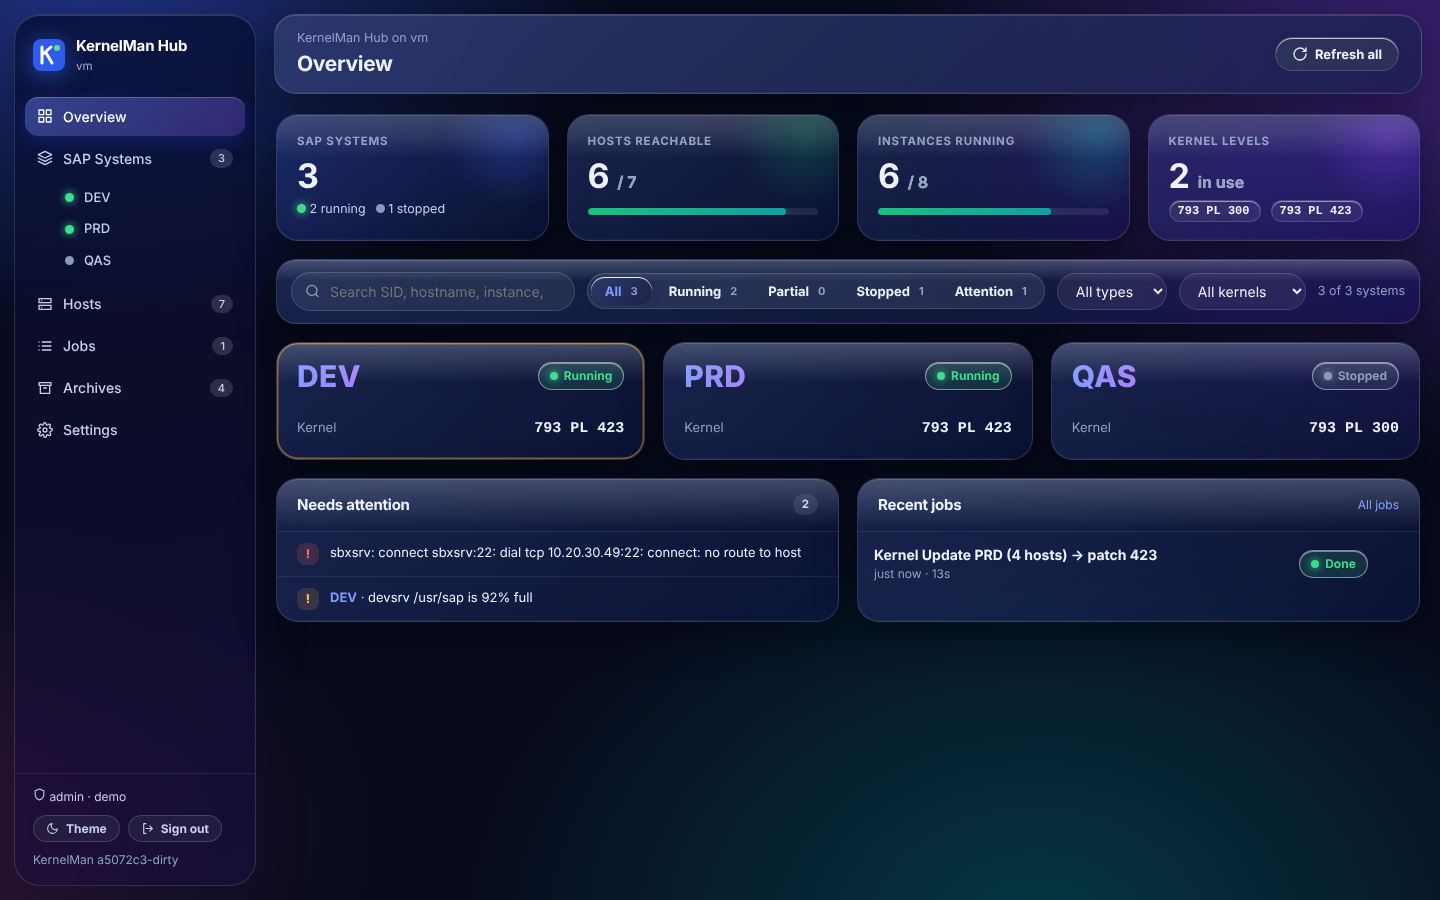 KernelMan Hub
vm
Overview
SAP Systems 3
DEV
PRD
QAS
Hosts 7
Jobs 1
Archives 4
Settings
admin · demo
Theme Sign out
KernelMan a5072c3-dirty
KernelMan Hub on vm
Overview
Refresh all
SAP SYSTEMS
3
2 running 1 stopped
HOSTS REACHABLE
6 / 7
INSTANCES RUNNING
6 / 8
KERNEL LEVELS
2 in use
793 PL 300 793 PL 423
Search SID, hostname, instance,
All 3 Running 2 Partial 0 Stopped 1 Attention 1
All types
All kernels
3 of 3 systems
DEV Running
Kernel 793 PL 423
PRD Running
Kernel 793 PL 423
QAS Stopped
Kernel 793 PL 300
Needs attention 2
! sbxsrv: connect sbxsrv:22: dial tcp 10.20.30.49:22: connect: no route to host
! DEV · devsrv /usr/sap is 92% full
Recent jobs All jobs
Kernel Update PRD (4 hosts) → patch 423
just now · 13s
Done